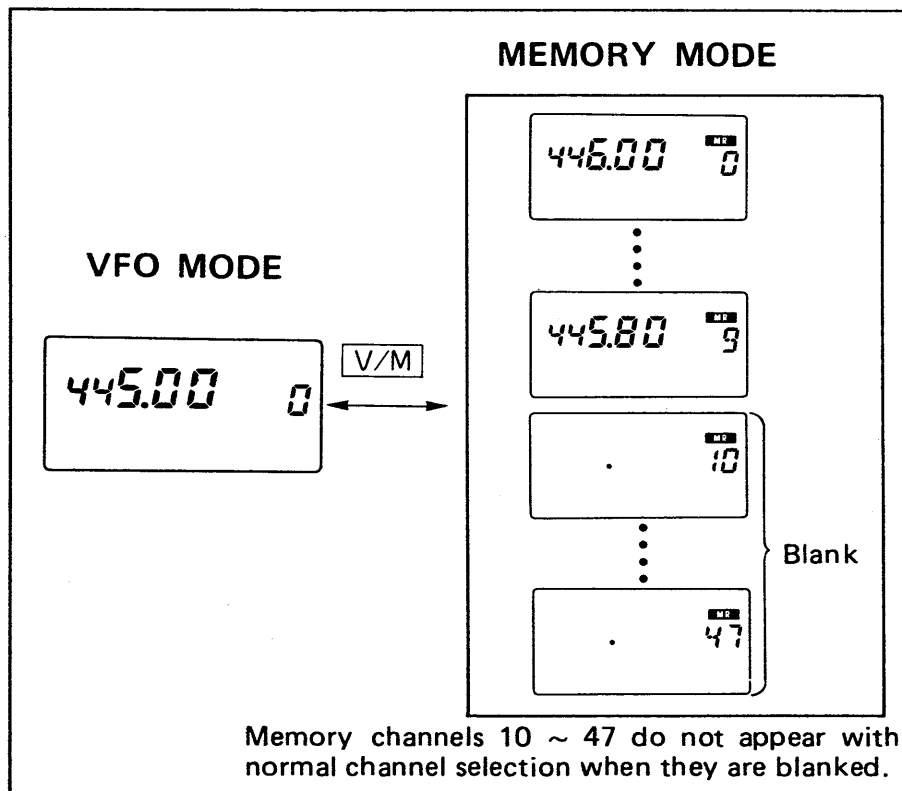 MEMORY MODE
MR
446.00 0
MR
445.80 9
VFO MODE
445.00 0
V/M
MR
. 10
Blank
MR
. 47
Memory channels 10 ~ 47 do not appear with
normal channel selection when they are blanked.